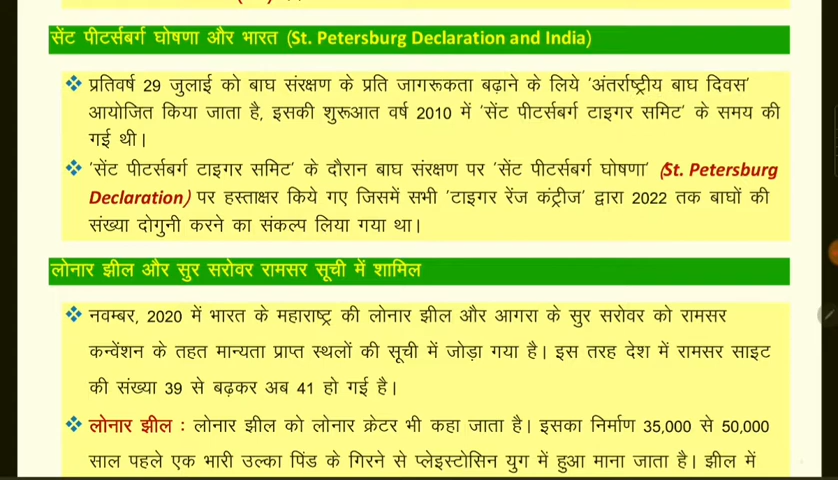 सेंट पीटर्सबर्ग घोषणा और भारत (St. Petersburg Declaration and India)
❖ प्रतिवर्ष 29 जुलाई को बाघ संरक्षण के प्रति जागरूकता बढ़ाने के लिये ‘अंतर्राष्ट्रीय बाघ दिवस’
आयोजित किया जाता है, इसकी शुरूआत वर्ष 2010 में ‘सेंट पीटर्सबर्ग टाइगर समिट’ के समय की
गई थी।
❖ ‘सेंट पीटर्सबर्ग टाइगर समिट’ के दौरान बाघ संरक्षण पर ‘सेंट पीटर्सबर्ग घोषणा’ (St. Petersburg
Declaration) पर हस्ताक्षर किये गए जिसमें सभी ‘टाइगर रेंज कंट्रीज’ द्वारा 2022 तक बाघों की
संख्या दोगुनी करने का संकल्प लिया गया था।
लोनार झील और सुर सरोवर रामसर सूची में शामिल
❖ नवम्बर, 2020 में भारत के महाराष्ट्र की लोनार झील और आगरा के सुर सरोवर को रामसर
कन्वेंशन के तहत मान्यता प्राप्त स्थलों की सूची में जोड़ा गया है। इस तरह देश में रामसर साइट
की संख्या 39 से बढ़कर अब 41 हो गई है।
❖ लोनार झील : लोनार झील को लोनार क्रेटर भी कहा जाता है। इसका निर्माण 35,000 से 50,000
साल पहले एक भारी उल्का पिंड के गिरने से प्लेइस्टोसिन युग में हुआ माना जाता है। झील में